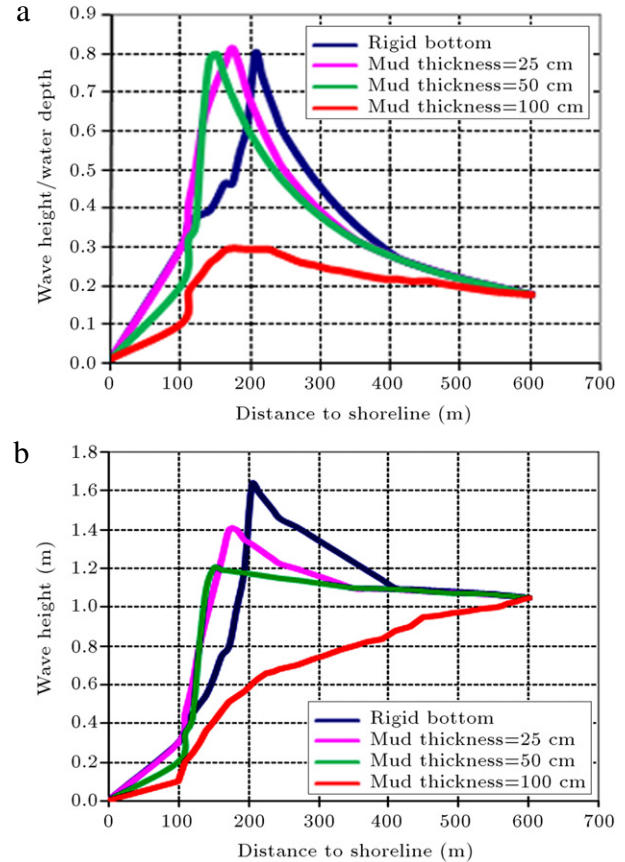 a
Wave height/water depth
0.9
0.8
0.7
0.6
0.5
0.4
0.3
0.2
0.1
0.0
Rigid bottom
Mud thickness=25 cm
Mud thickness=50 cm
Mud thickness=100 cm
0 100 200 300 400 500 600 700
Distance to shoreline (m)
b
Wave height (m)
1.8
1.6
1.4
1.2
1.0
0.8
0.6
0.4
0.2
0.0
Rigid bottom
Mud thickness=25 cm
Mud thickness=50 cm
Mud thickness=100 cm
0 100 200 300 400 500 600 700
Distance to shoreline (m)